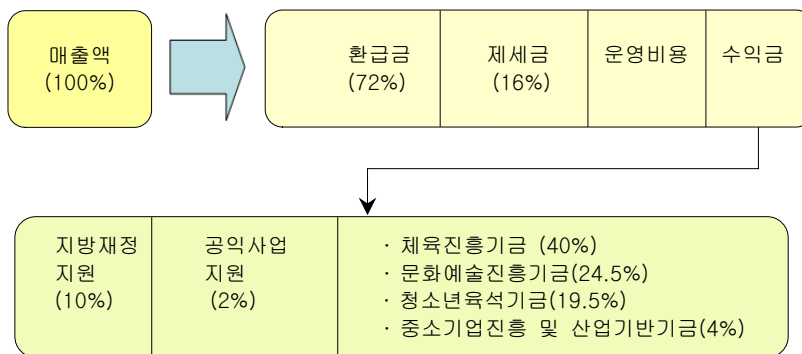 매출액
(100%)
환급금
(72%)
제세금
(16%)
운영비용
수익금
지방재정
지원
(10%)
공익사업
지원
(2%)
· 체육진흥기금 (40%)
· 문화예술진흥기금(24.5%)
· 청소년육석기금(19.5%)
· 중소기업진흥 및 산업기반기금(4%)